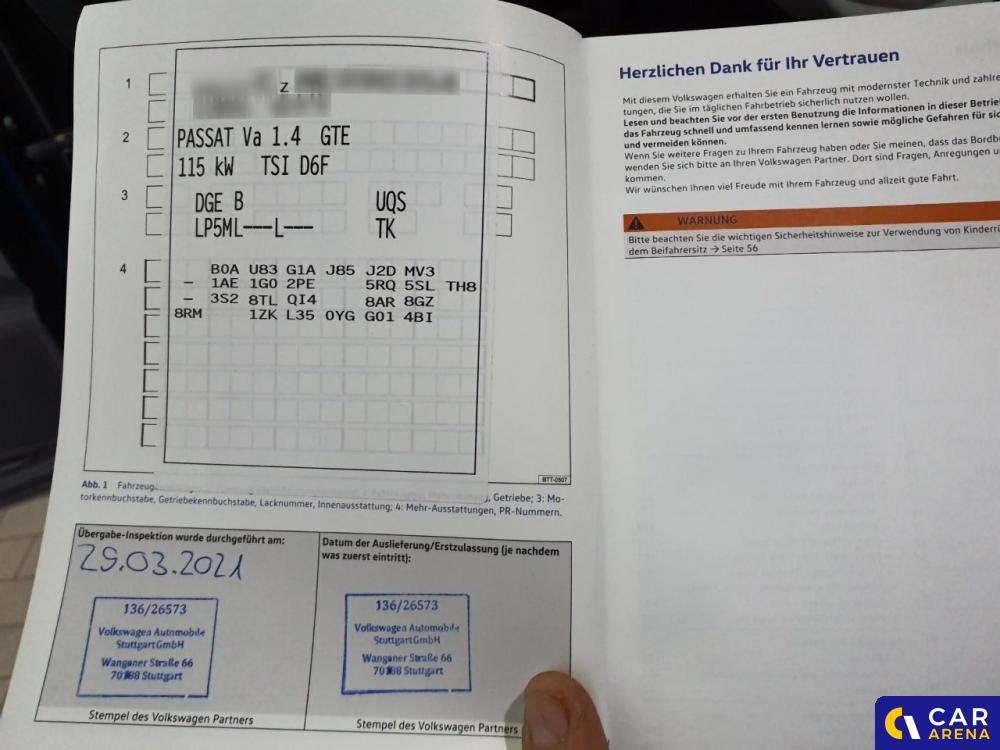 1
Z
2
PASSAT Va 1.4 GTE
115 kW TSI D6F
3
DGE B UQS
LP5ML---L--- TK
4
B0A U83 G1A J85 J2D MV3
- 1AE 1G0 2PE 5RQ 5SL TH8
- 3S2 8TL QI4 8AR 8GZ
8RM 1ZK L35 0YG G01 4BI
BTT-0507
Abb. 1 Fahrzeug
, Getriebe; 3: Mo-
torkennbuchstabe, Getriebekennbuchstabe, Lacknummer, Innenausstattung; 4: Mehr-Ausstattungen, PR-Nummern.
Übergabe-Inspektion wurde durchgeführt am:
29.03.2021
136/26573
Volkswagen Automobile
Stuttgart GmbH
Wangener Straße 66
70188 Stuttgart
Stempel des Volkswagen Partners
Datum der Auslieferung/Erstzulassung (je nachdem
was zuerst eintritt):
136/26573
Volkswagen Automobile
Stuttgart GmbH
Wangener Straße 66
70188 Stuttgart
Stempel des Volkswagen Partners
Herzlichen Dank für Ihr Vertrauen
Mit diesem Volkswagen erhalten Sie ein Fahrzeug mit modernster Technik und zahlre
tungen, die Sie im täglichen Fahrbetrieb sicherlich nutzen wollen.
Lesen und beachten Sie vor der ersten Benutzung die Informationen in dieser Betrie
das Fahrzeug schnell und umfassend kennen lernen sowie mögliche Gefahren für sic
und vermeiden können.
Wenn Sie weitere Fragen zu Ihrem Fahrzeug haben oder Sie meinen, dass das Bordbu
wenden Sie sich bitte an Ihren Volkswagen Partner. Dort sind Fragen, Anregungen u
kommen.
Wir wünschen Ihnen viel Freude mit Ihrem Fahrzeug und allzeit gute Fahrt.
WARNUNG
Bitte beachten Sie die wichtigen Sicherheitshinweise zur Verwendung von Kinderrü
dem Beifahrersitz → Seite 56
CAR
ARENA